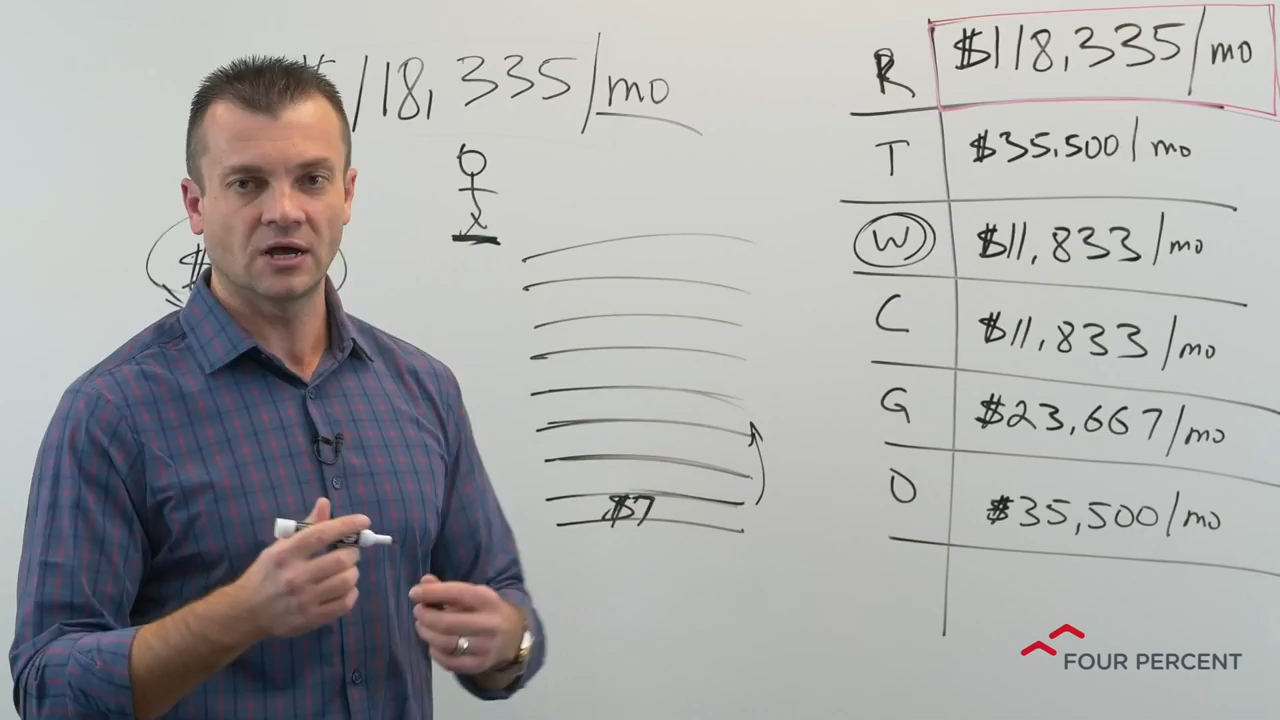 $118,335/mo
$
$7
R $118,335/mo
T $35,500/mo
W $11,833/mo
C $11,833/mo
G $23,667/mo
O $35,500/mo
FOUR PERCENT